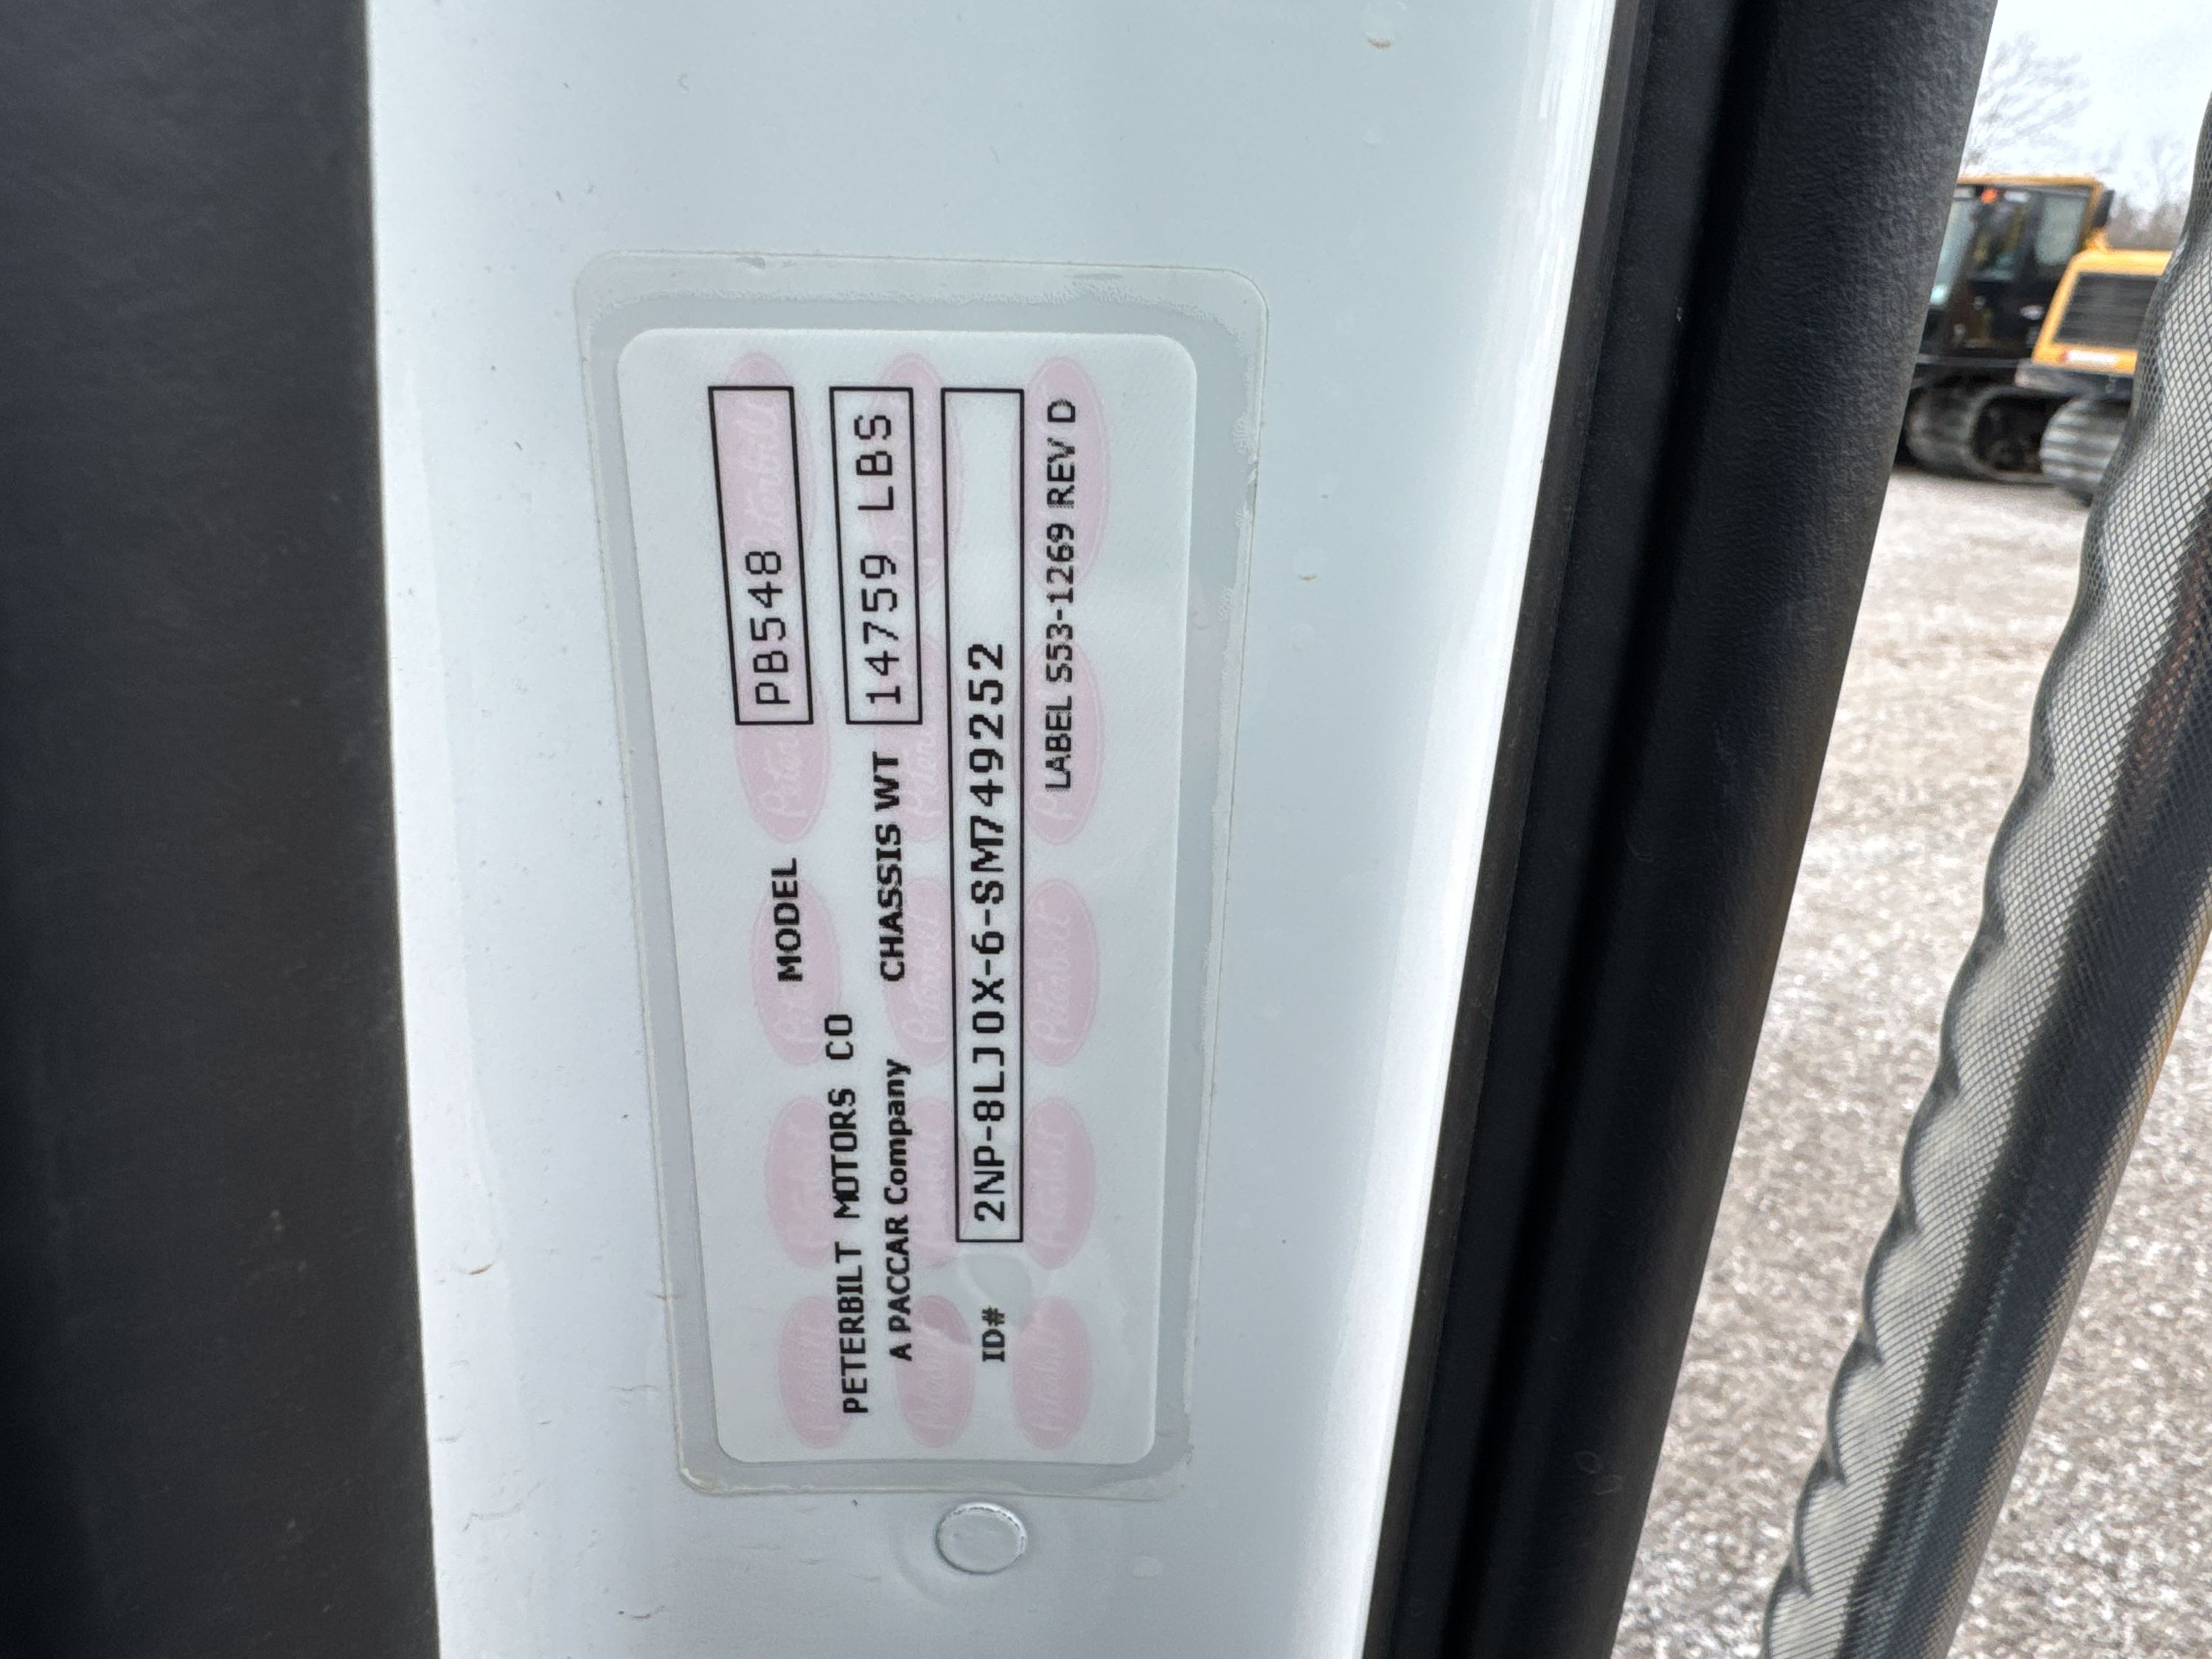 PETERBILT MOTORS CO
A PACCAR Company
MODEL PB548
CHASSIS WT 14759 LBS
ID# 2NP-8LJ0X-6-SM749252
LABEL S53-1269 REV D
Peterbilt